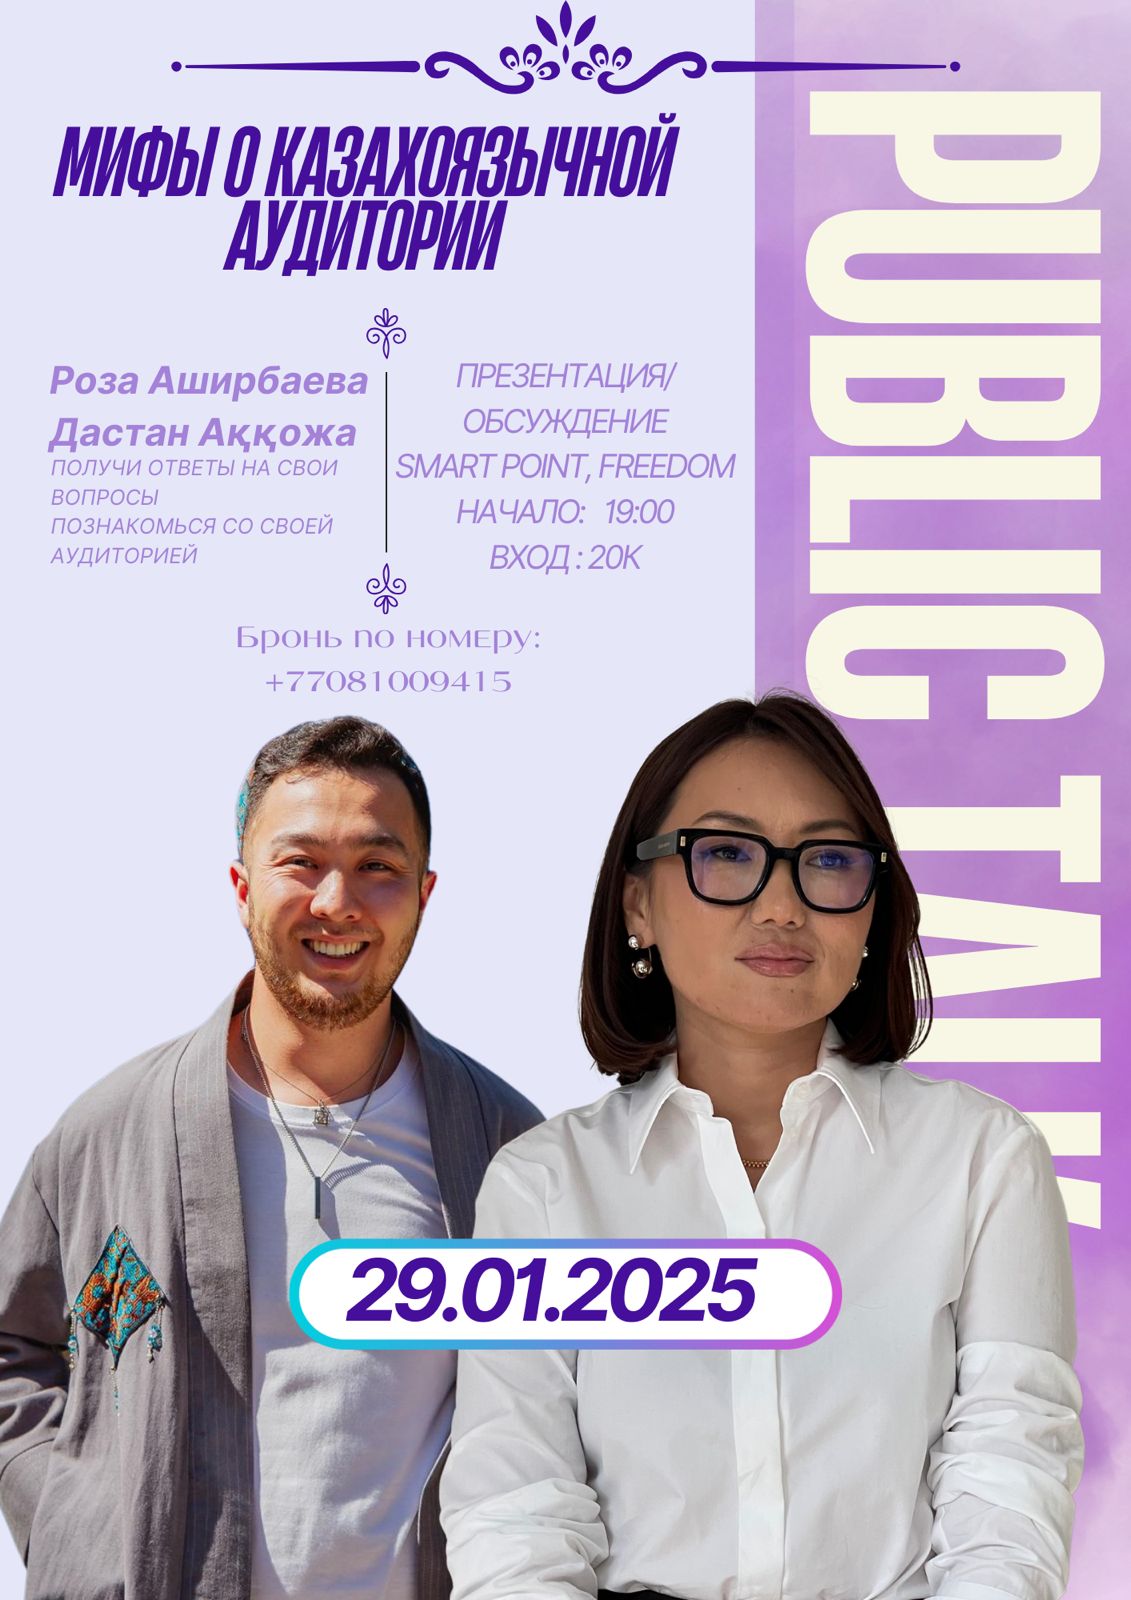 МИФЫ О КАЗАХОЯЗЫЧНОЙ
АУДИТОРИИ
Роза Аширбаева
Дастан Аққожа
ПОЛУЧИ ОТВЕТЫ НА СВОИ
ВОПРОСЫ
ПОЗНАКОМЬСЯ СО СВОЕЙ
АУДИТОРИЕЙ
ПРЕЗЕНТАЦИЯ/
ОБСУЖДЕНИЕ
SMART POINT, FREEDOM
НАЧАЛО: 19:00
ВХОД : 20К
Бронь по номеру:
+77081009415
PUBLIC TALK
29.01.2025